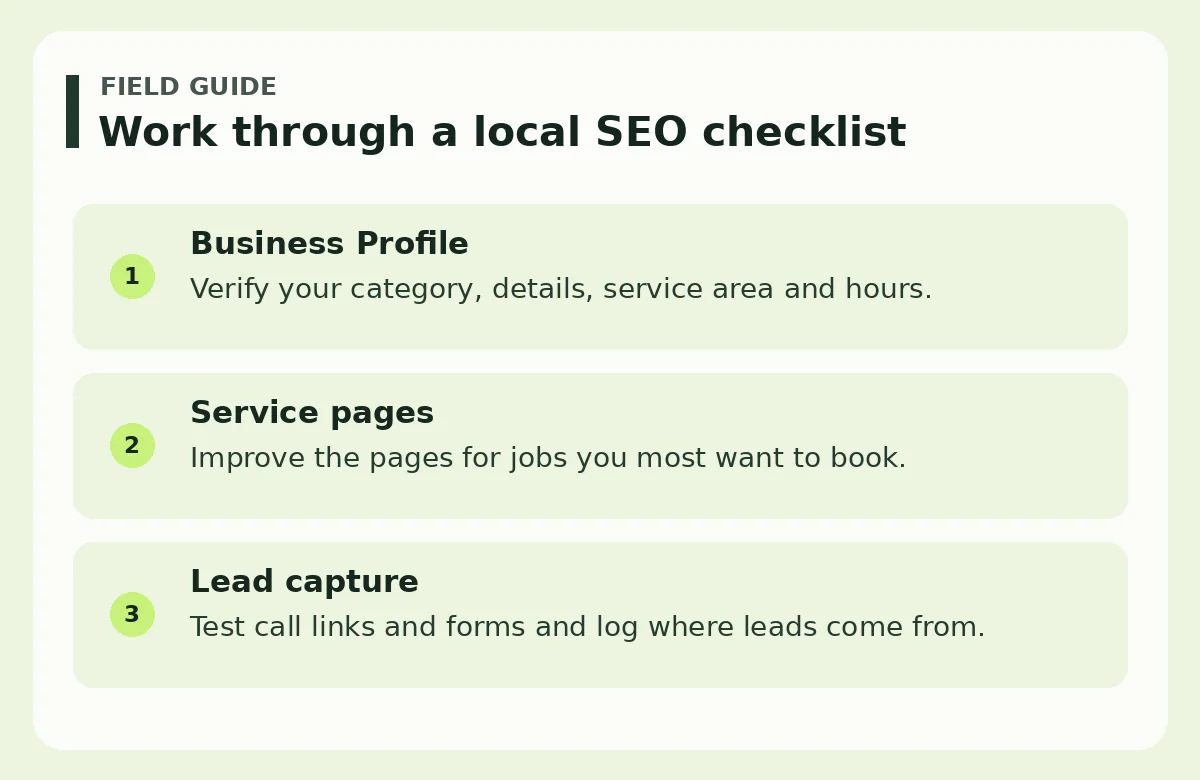 FIELD GUIDE
Work through a local SEO checklist
1
Business Profile
Verify your category, details, service area and hours.
2
Service pages
Improve the pages for jobs you most want to book.
3
Lead capture
Test call links and forms and log where leads come from.